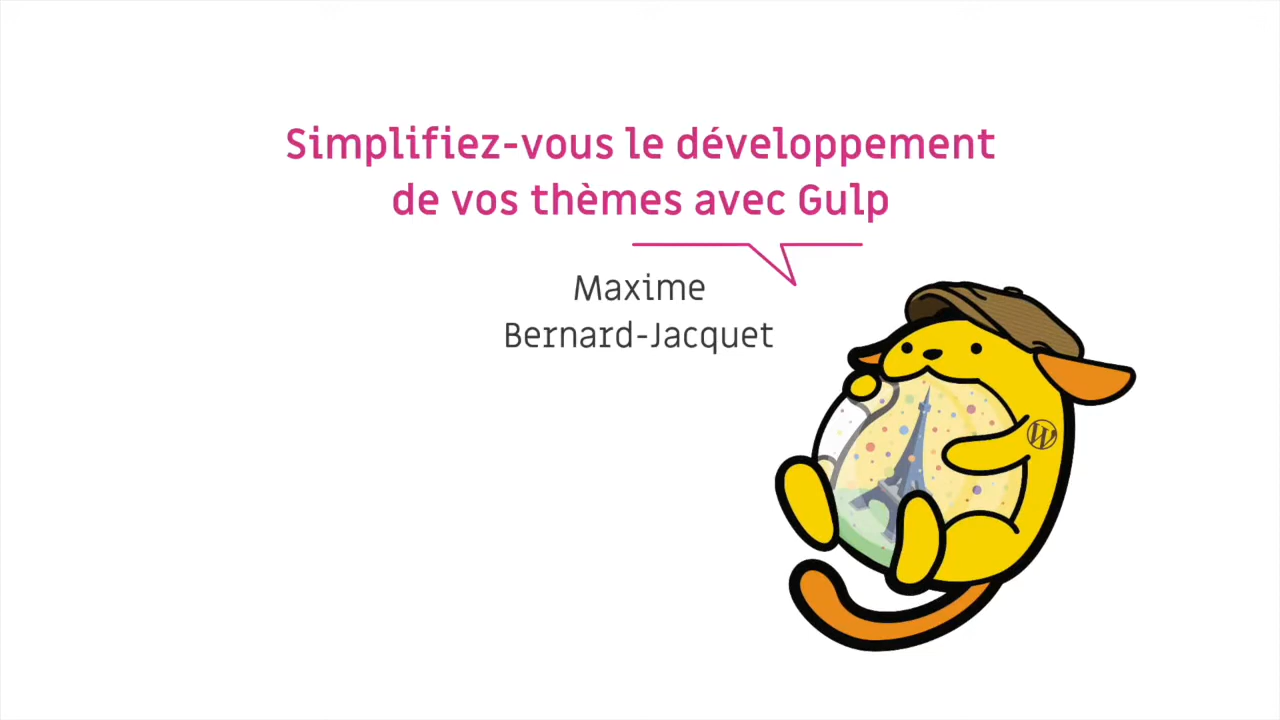 Simplifiez-vous le développement
de vos thèmes avec Gulp
Maxime
Bernard-Jacquet